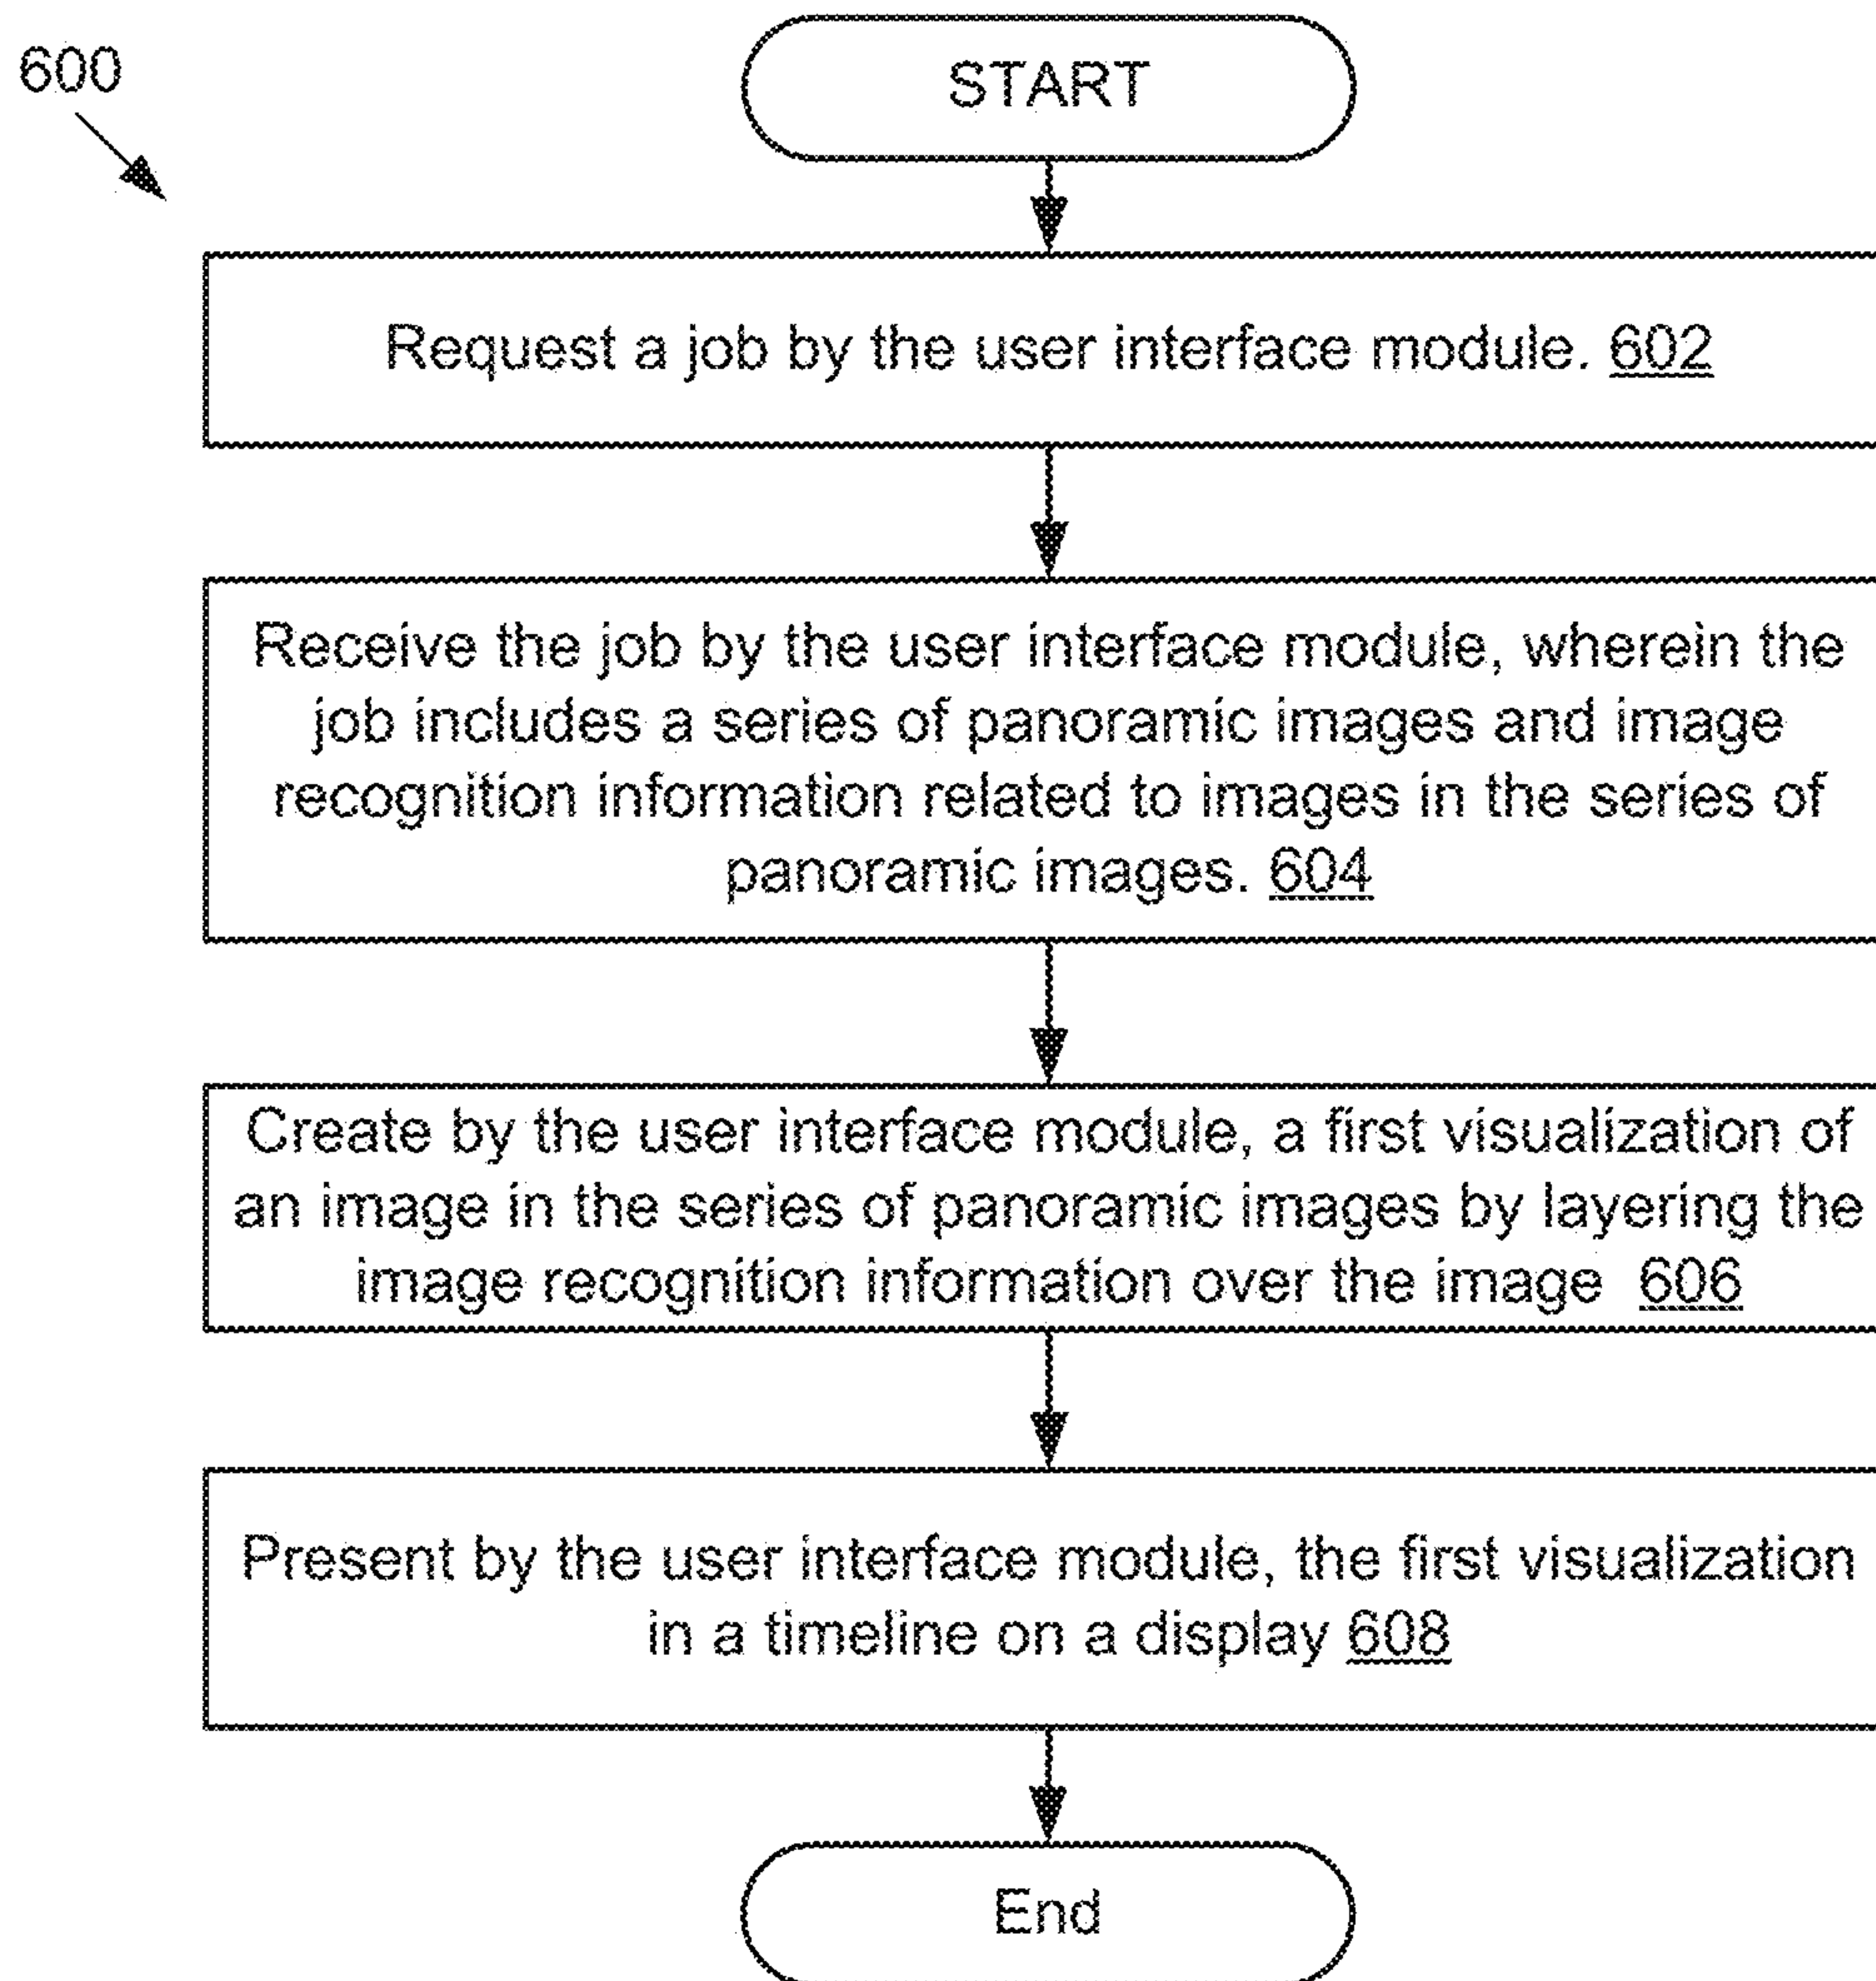 600
START
Request a job by the user interface module. 602
Receive the job by the user interface module, wherein the
job includes a series of panoramic images and image
recognition information related to images in the series of
panoramic images. 604
Create by the user interface module, a first visualization of
an image in the series of panoramic images by layering the
image recognition information over the image 606
Present by the user interface module, the first visualization
in a timeline on a display 608
End